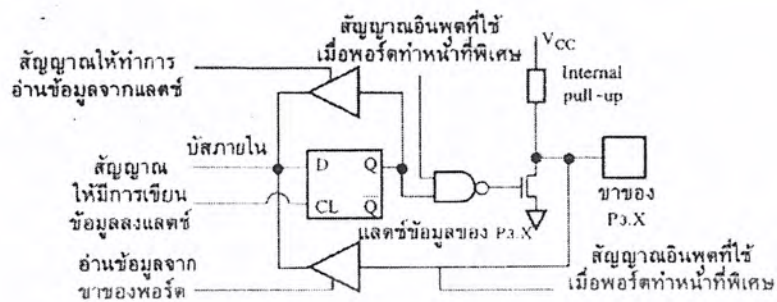 สัญญาณอินพุตที่ใช้
เมื่อพอร์ตทำหน้าที่พิเศษ
VCC
Internal
pull-up
สัญญาณให้ทำการ
อ่านข้อมูลจากแลตช์
บัสภายใน
สัญญาณ
ให้มีการเขียน
ข้อมูลลงแลตช์
D Q
CL Q̅
แลตช์ข้อมูลของ P3.X
ขาของ
P3.X
อ่านข้อมูลจาก
ขาของพอร์ต
สัญญาณอินพุตที่ใช้
เมื่อพอร์ตทำหน้าที่พิเศษ